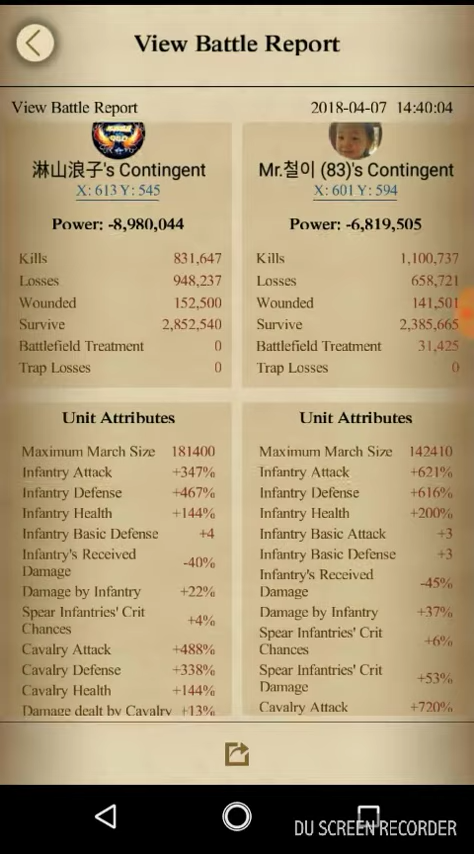 View Battle Report
View Battle Report 2018-04-07 14:40:04
淋山浪子's Contingent
X: 613 Y: 545
Power: -8,980,044
Kills 831,647
Losses 948,237
Wounded 152,500
Survive 2,852,540
Battlefield Treatment 0
Trap Losses 0
Mr.철이 (83)'s Contingent
X: 601 Y: 594
Power: -6,819,505
Kills 1,100,737
Losses 658,721
Wounded 141,501
Survive 2,385,665
Battlefield Treatment 31,425
Trap Losses 0
Unit Attributes
Maximum March Size 181400
Infantry Attack +347%
Infantry Defense +467%
Infantry Health +144%
Infantry Basic Defense +4
Infantry's Received
Damage -40%
Damage by Infantry +22%
Spear Infantries' Crit
Chances +4%
Cavalry Attack +488%
Cavalry Defense +338%
Cavalry Health +144%
Damage dealt by Cavalry +13%
Unit Attributes
Maximum March Size 142410
Infantry Attack +621%
Infantry Defense +616%
Infantry Health +200%
Infantry Basic Attack +3
Infantry Basic Defense +3
Infantry's Received
Damage -45%
Damage by Infantry +37%
Spear Infantries' Crit
Chances +6%
Spear Infantries' Crit
Damage +53%
Cavalry Attack +720%
DU SCREEN RECORDER